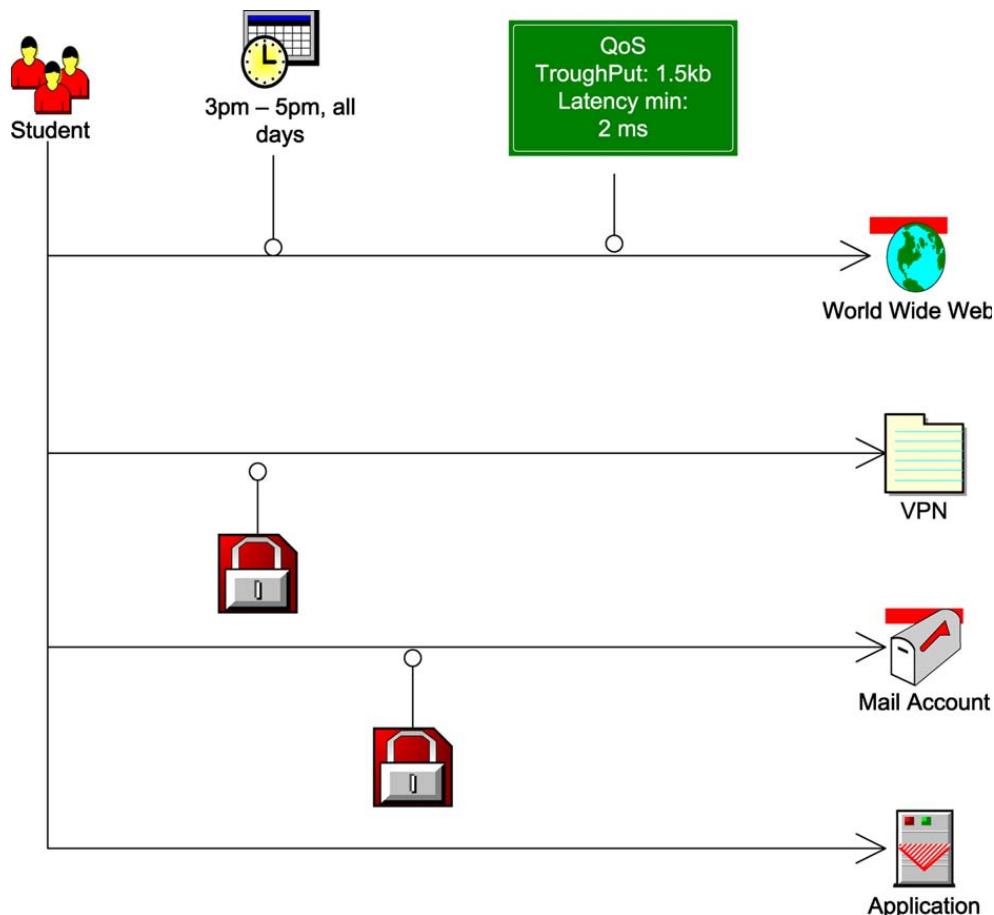 Student
3pm – 5pm, all
days
QoS
TroughPut: 1.5kb
Latency min:
2 ms
World Wide Web
VPN
Mail Account
Application